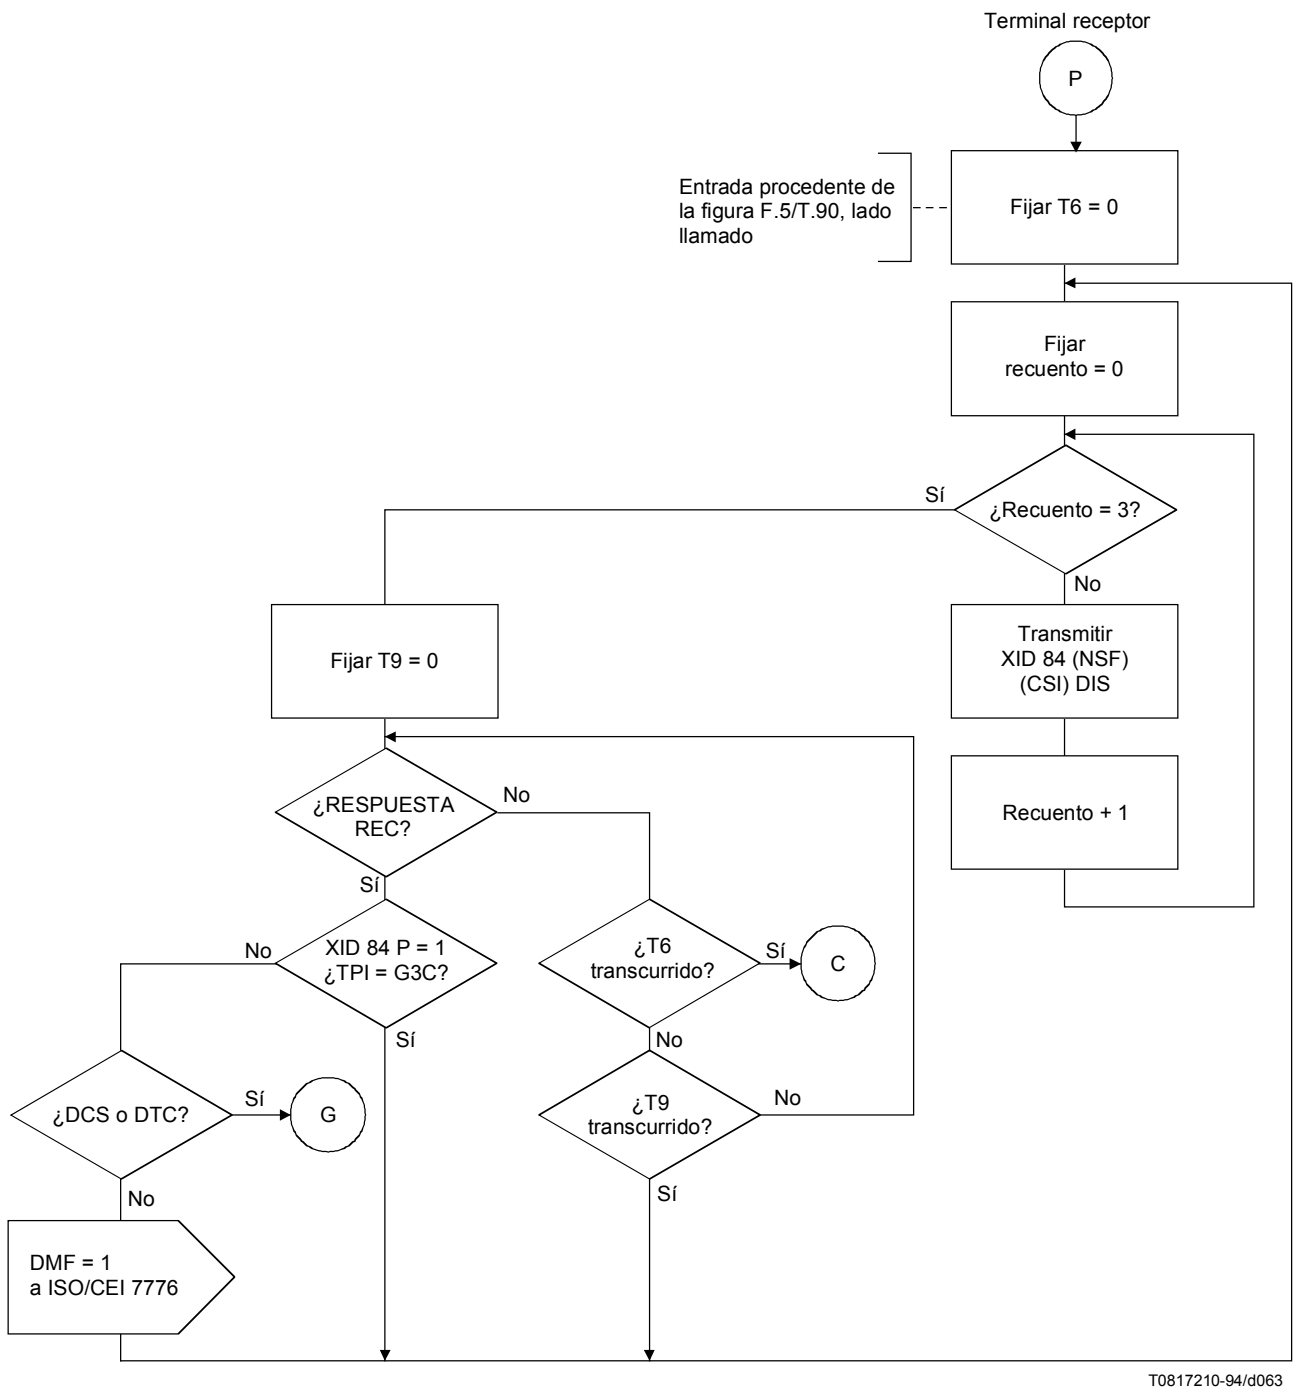 Terminal receptor
P
Entrada procedente de
la figura F.5/T.90, lado
llamado
Fijar T6 = 0
Fijar
recuento = 0
Sí
¿Recuento = 3?
No
Fijar T9 = 0
Transmitir
XID 84 (NSF)
(CSI) DIS
¿RESPUESTA
REC?
No
Recuento + 1
Sí
No
XID 84 P = 1
¿TPI = G3C?
¿T6
transcurrido?
Sí
C
Sí
No
¿DCS o DTC?
Sí
G
¿T9
transcurrido?
No
No
Sí
DMF = 1
a ISO/CEI 7776
T0817210-94/d063